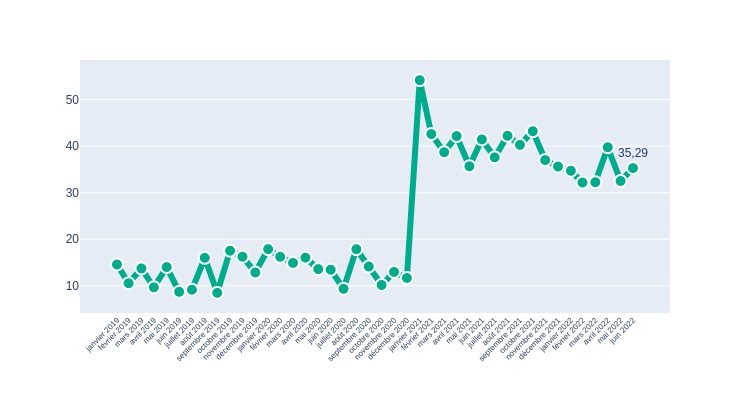 50
40
35,29
30
20
10
janvier 2019
février 2019
mars 2019
avril 2019
mai 2019
juin 2019
juillet 2019
août 2019
septembre 2019
octobre 2019
novembre 2019
décembre 2019
janvier 2020
février 2020
mars 2020
avril 2020
mai 2020
juin 2020
juillet 2020
août 2020
septembre 2020
octobre 2020
novembre 2020
décembre 2020
janvier 2021
février 2021
mars 2021
avril 2021
mai 2021
juin 2021
juillet 2021
août 2021
septembre 2021
octobre 2021
novembre 2021
décembre 2021
janvier 2022
février 2022
mars 2022
avril 2022
mai 2022
juin 2022